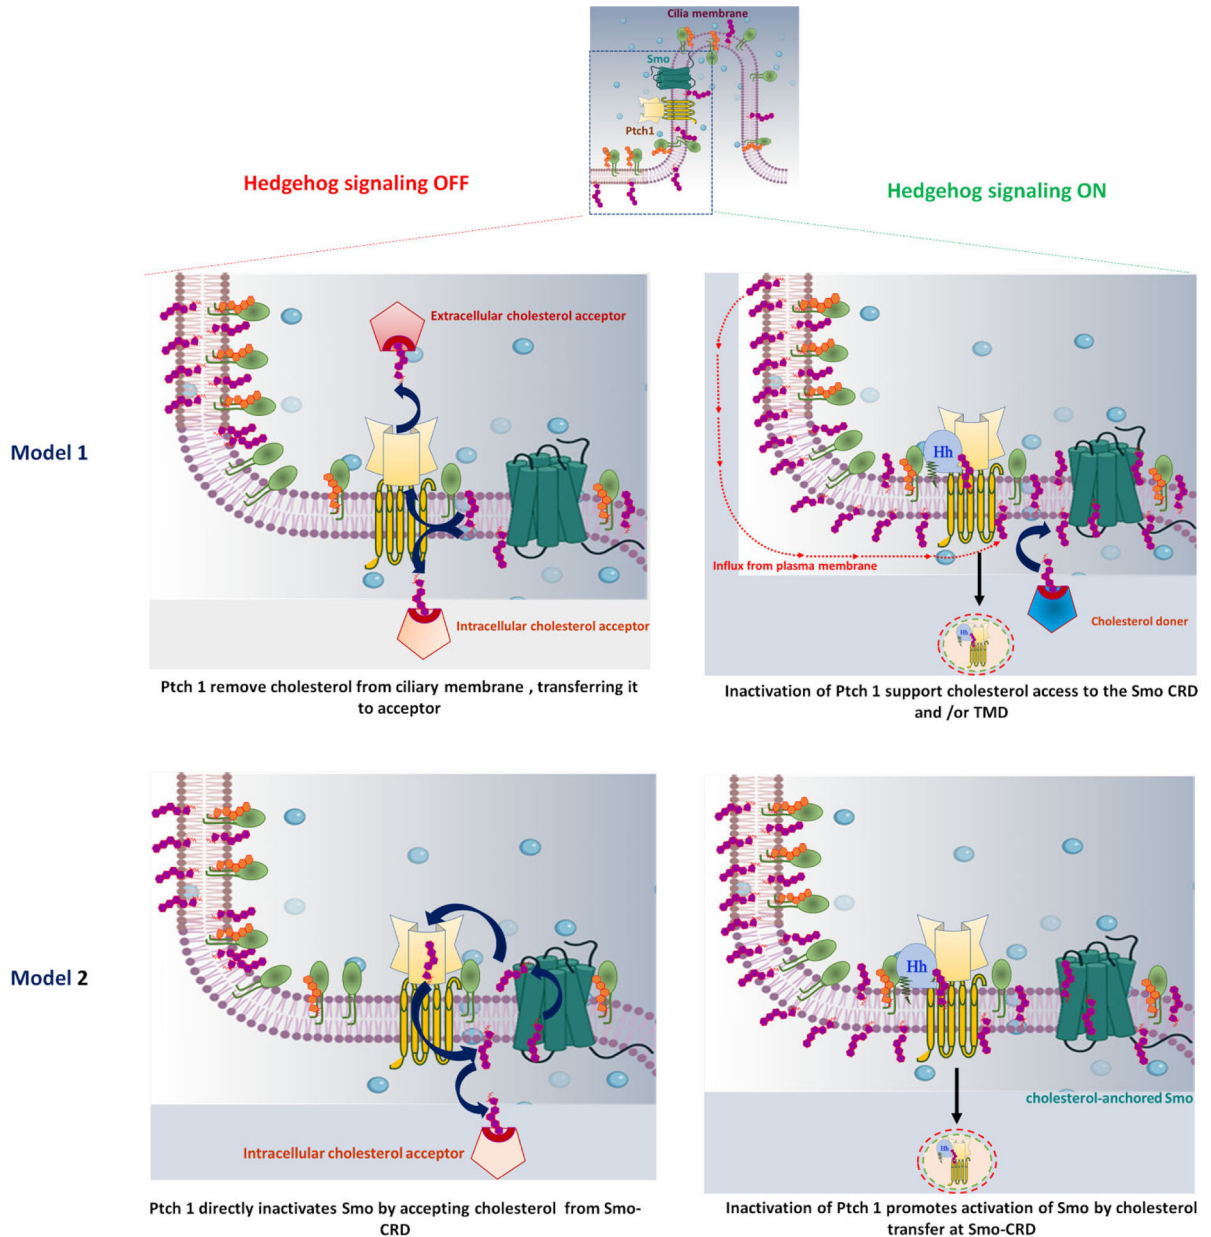 Cilia membrane
Smo
Ptch1
Hedgehog signaling OFF
Hedgehog signaling ON
Model 1
Extracellular cholesterol acceptor
Intracellular cholesterol acceptor
Ptch 1 remove cholesterol from ciliary membrane , transferring it
to acceptor
Hh
Influx from plasma membrane
Hh
Cholesterol doner
Inactivation of Ptch 1 support cholesterol access to the Smo CRD
and /or TMD
Model 2
Intracellular cholesterol acceptor
Ptch 1 directly inactivates Smo by accepting cholesterol from Smo-
CRD
Hh
cholesterol-anchored Smo
Hh
Inactivation of Ptch 1 promotes activation of Smo by cholesterol
transfer at Smo-CRD